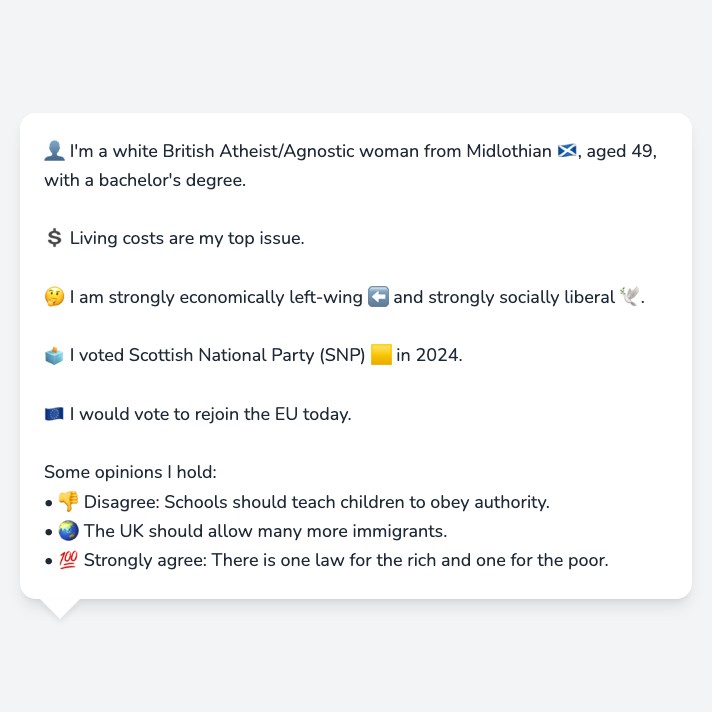 👤 I'm a white British Atheist/Agnostic woman from Midlothian 🏴󠁧󠁢󠁳󠁣󠁴󠁿, aged 49,
with a bachelor's degree.
💲 Living costs are my top issue.
🤔 I am strongly economically left-wing ⬅️ and strongly socially liberal 🕊️.
🗳️ I voted Scottish National Party (SNP) 🟨 in 2024.
🇪🇺 I would vote to rejoin the EU today.
Some opinions I hold:
• 👎 Disagree: Schools should teach children to obey authority.
• 🌏 The UK should allow many more immigrants.
• 💯 Strongly agree: There is one law for the rich and one for the poor.